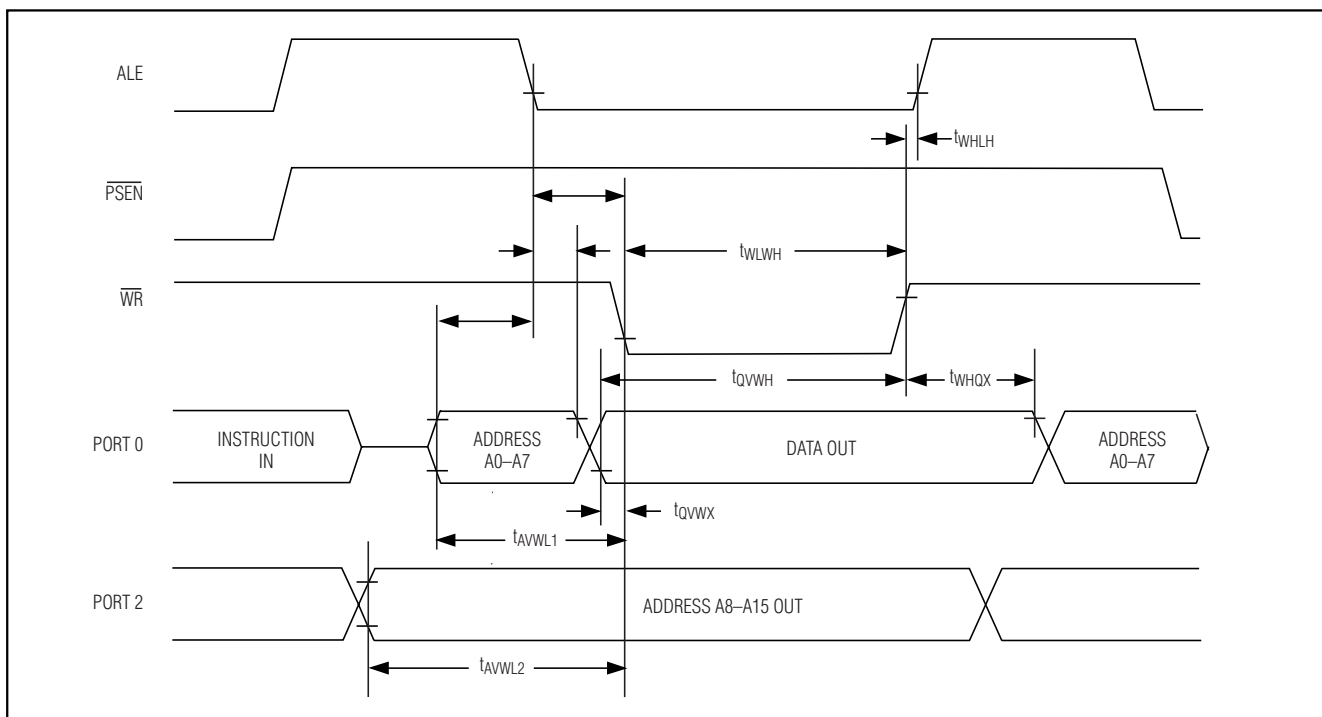 ALE
tWHLH
PSEN
tWLWH
WR
tQVWH
tWHQX
PORT 0
INSTRUCTION
IN
ADDRESS
A0–A7
DATA OUT
ADDRESS
A0–A7
tQVWX
tAVWL1
PORT 2
ADDRESS A8–A15 OUT
tAVWL2